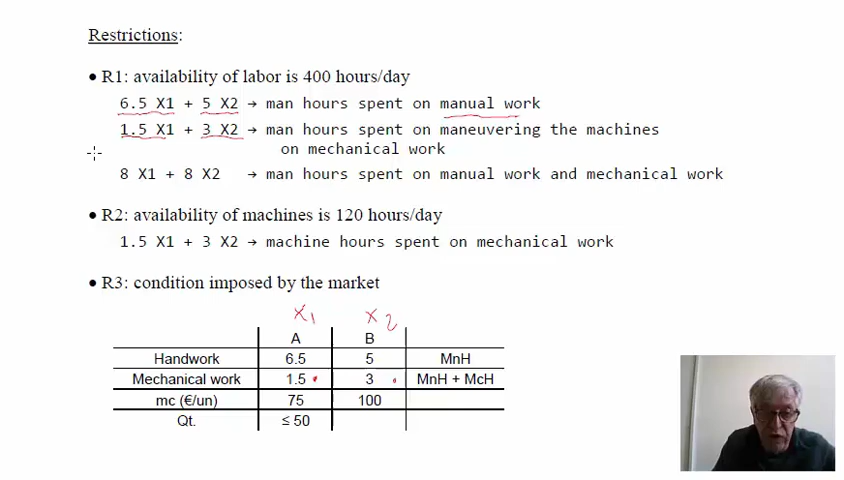 Restrictions:
• R1: availability of labor is 400 hours/day
6.5 X1 + 5 X2 → man hours spent on manual work
1.5 X1 + 3 X2 → man hours spent on maneuvering the machines
on mechanical work
8 X1 + 8 X2 → man hours spent on manual work and mechanical work
• R2: availability of machines is 120 hours/day
1.5 X1 + 3 X2 → machine hours spent on mechanical work
• R3: condition imposed by the market
X1 X2
A B
Handwork 6.5 5 MnH
Mechanical work 1.5 3 MnH + McH
mc (€/un) 75 100
Qt. ≤ 50